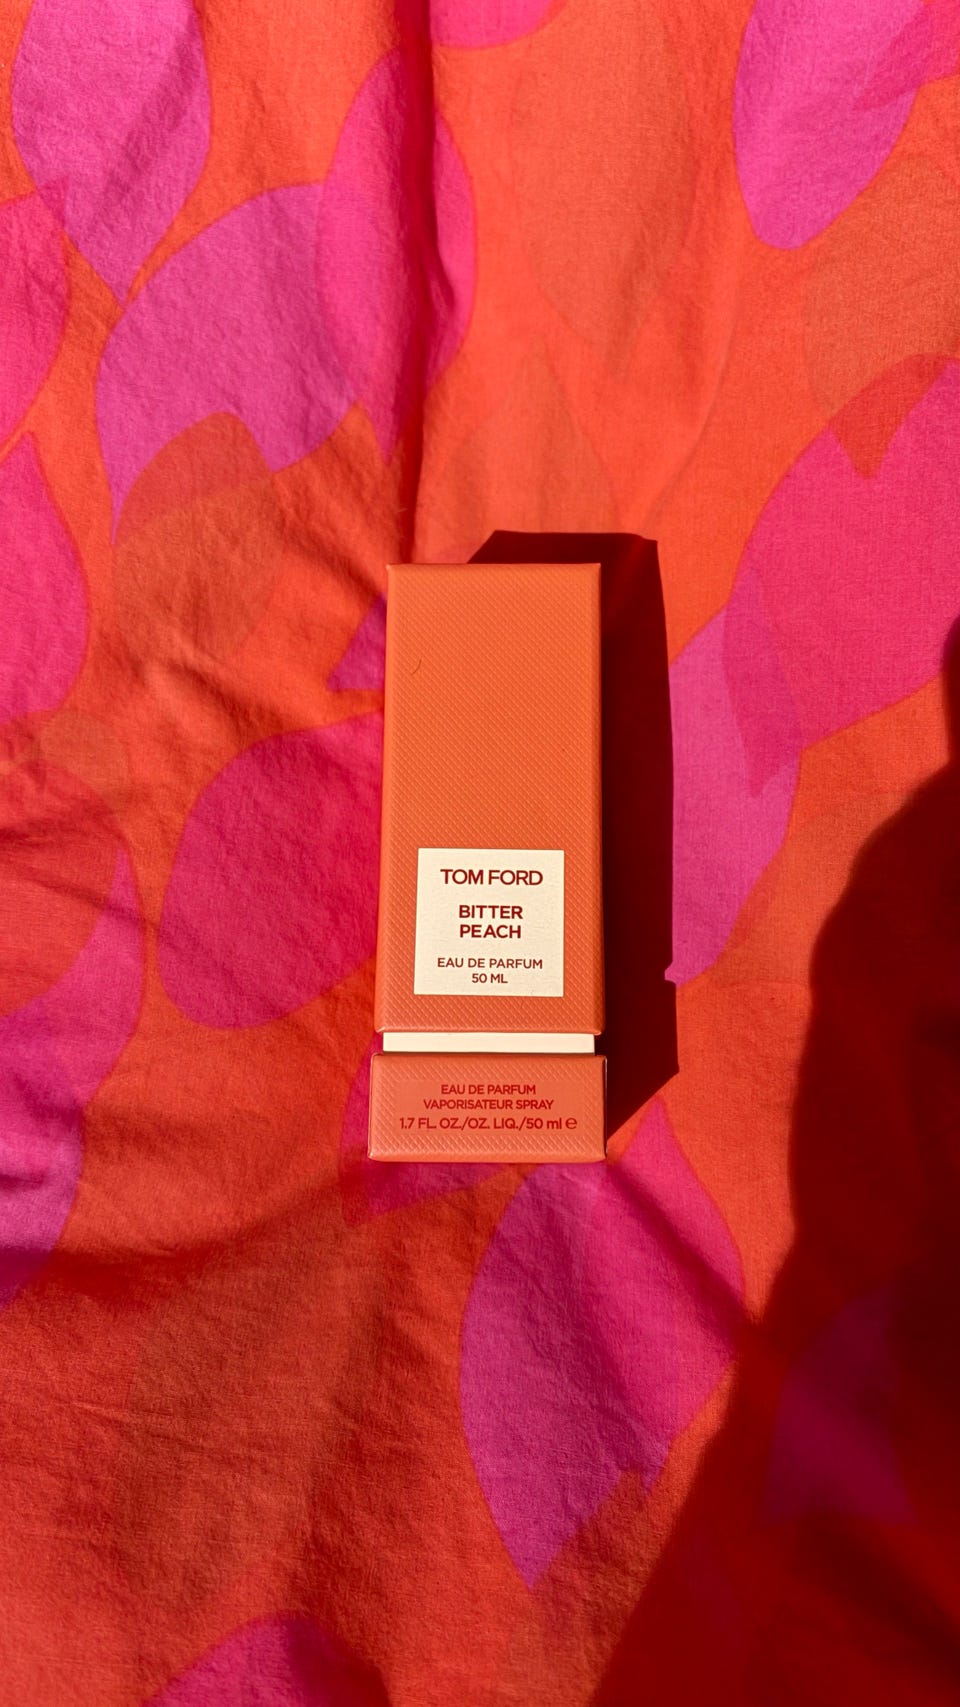 TOM FORD
BITTER
PEACH
EAU DE PARFUM
50 ML
EAU DE PARFUM
VAPORISATEUR SPRAY
1.7 FL. OZ./OZ. LIQ./50 ml ℮